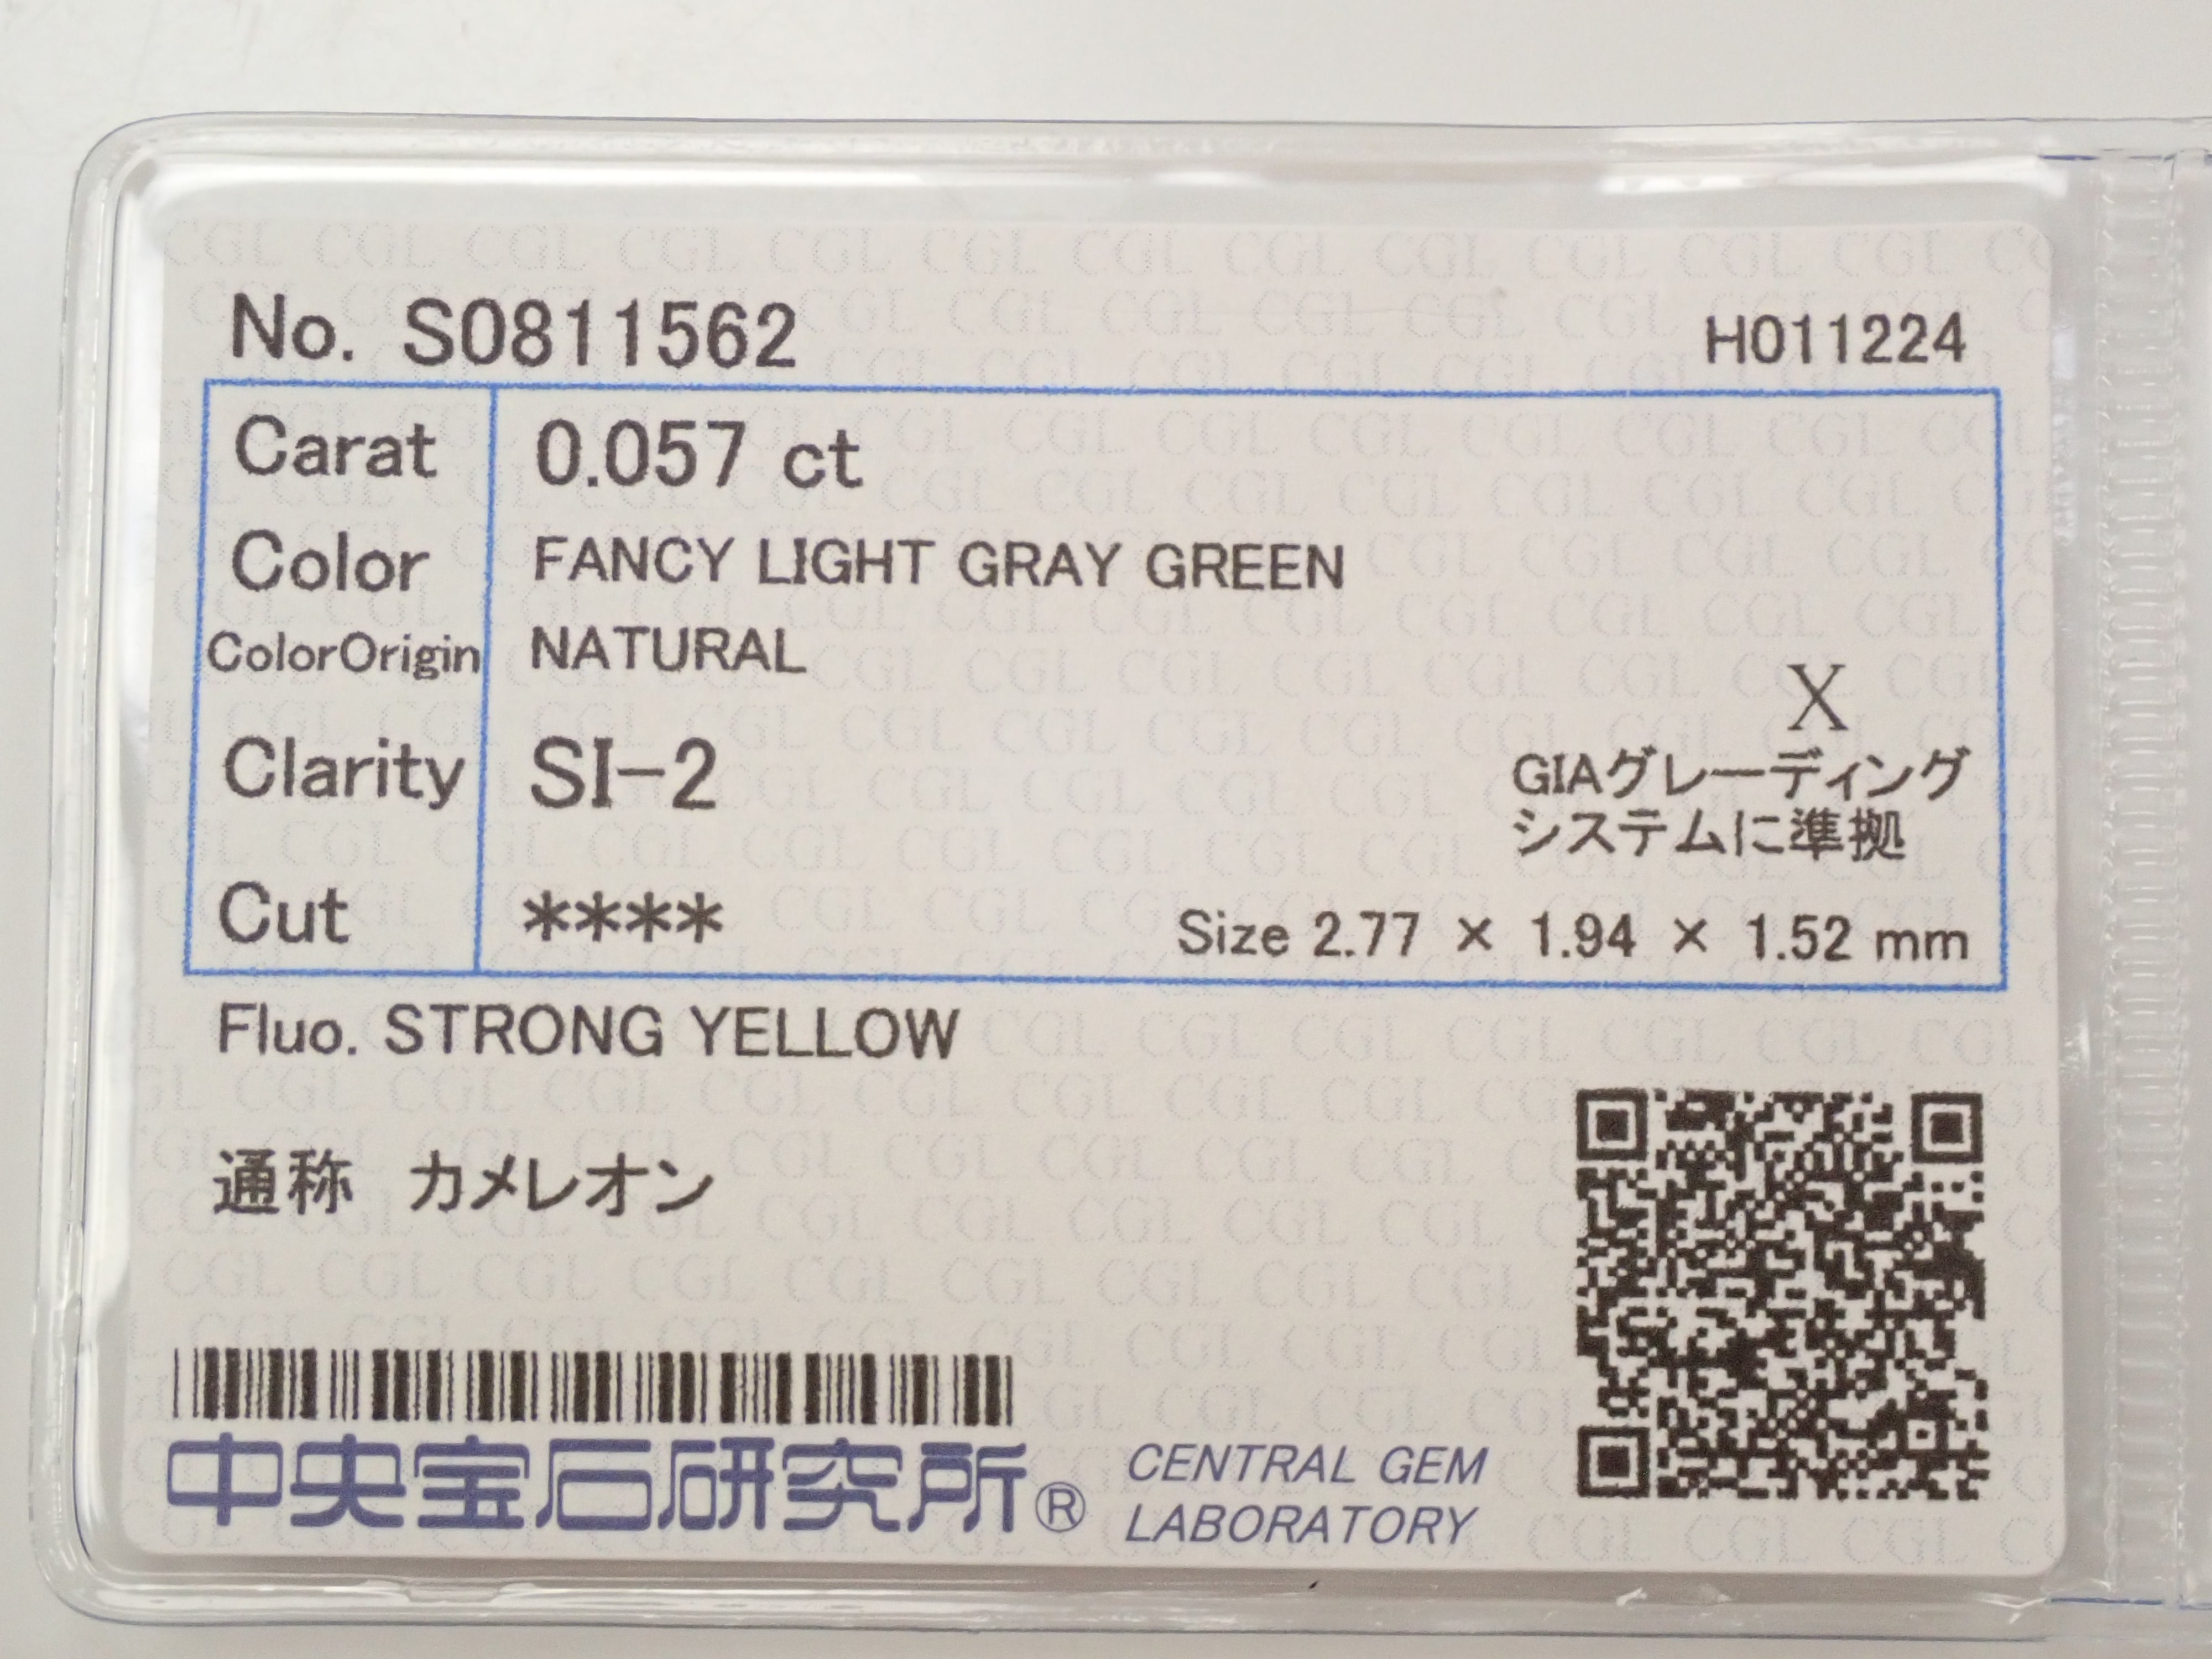 No. S0811562 H011224
Carat 0.057 ct
Color FANCY LIGHT GRAY GREEN
ColorOrigin NATURAL
X
Clarity SI-2 GIAグレーディング
システムに準拠
Cut **** Size 2.77 × 1.94 × 1.52 mm
Fluo. STRONG YELLOW
通称 カメレオン
中央宝石研究所® CENTRAL GEM
LABORATORY